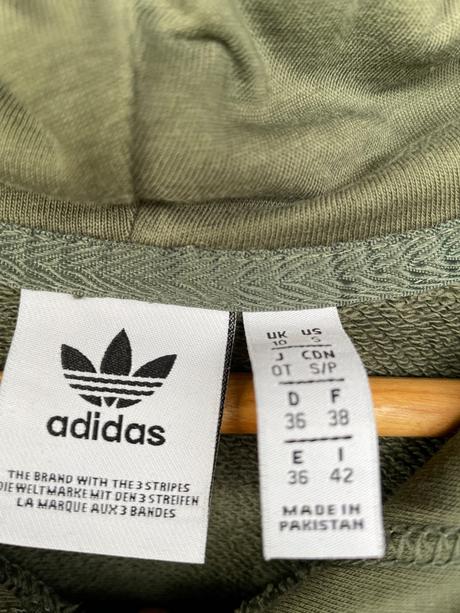 adidas
THE BRAND WITH THE 3 STRIPES
DIE WELTMARKE MIT DEN 3 STREIFEN
LA MARQUE AUX 3 BANDES
UK US
10 S
J CDN
OT S/P
D F
36 38
E I
36 42
MADE IN
PAKISTAN